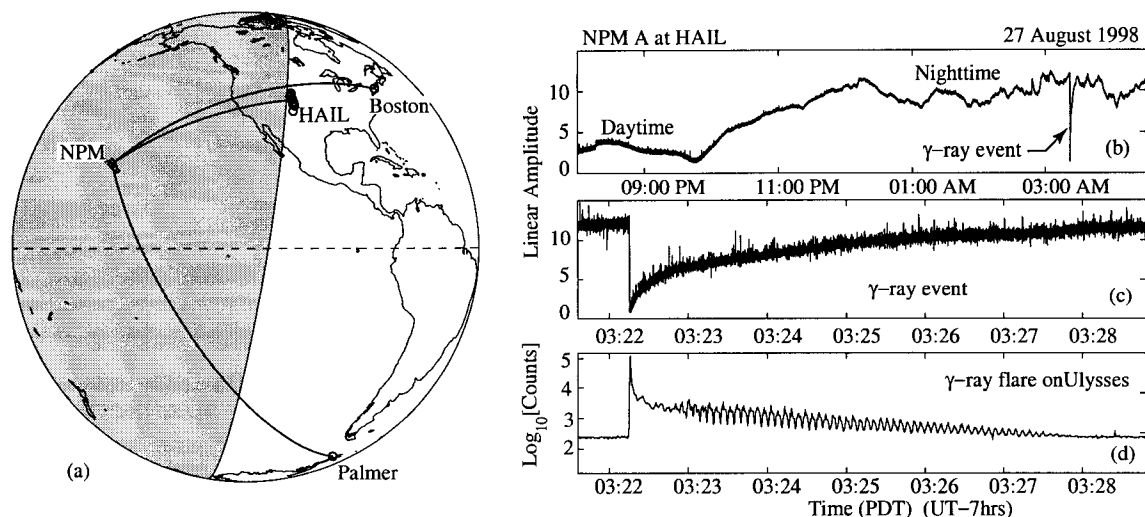 NPM
HAIL
Boston
Palmer
(a)
NPM A at HAIL 27 August 1998
Linear Amplitude
10
5
0
Daytime
Nighttime
γ-ray event
(b)
09:00 PM 11:00 PM 01:00 AM 03:00 AM
10
5
0
γ-ray event
(c)
03:22 03:23 03:24 03:25 03:26 03:27 03:28
Log10[Counts]
5
4
3
2
γ-ray flare onUlysses
(d)
03:22 03:23 03:24 03:25 03:26 03:27 03:28
Time (PDT) (UT-7hrs)